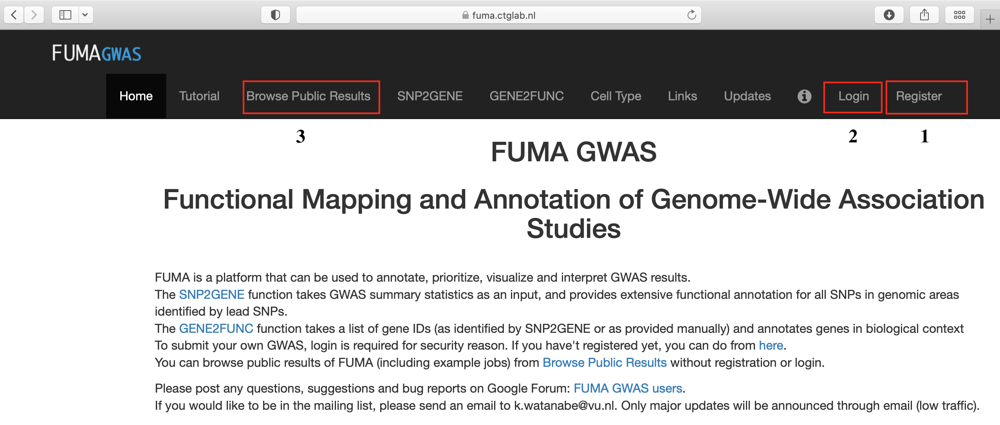 fuma.ctglab.nl
FUMAGWAS
Home Tutorial Browse Public Results SNP2GENE GENE2FUNC Cell Type Links Updates Login Register
3 2 1
FUMA GWAS
Functional Mapping and Annotation of Genome-Wide Association
Studies
FUMA is a platform that can be used to annotate, prioritize, visualize and interpret GWAS results.
The SNP2GENE function takes GWAS summary statistics as an input, and provides extensive functional annotation for all SNPs in genomic areas
identified by lead SNPs.
The GENE2FUNC function takes a list of gene IDs (as identified by SNP2GENE or as provided manually) and annotates genes in biological context
To submit your own GWAS, login is required for security reason. If you have't registered yet, you can do from here.
You can browse public results of FUMA (including example jobs) from Browse Public Results without registration or login.
Please post any questions, suggestions and bug reports on Google Forum: FUMA GWAS users.
If you would like to be in the mailing list, please send an email to k.watanabe@vu.nl. Only major updates will be announced through email (low traffic).